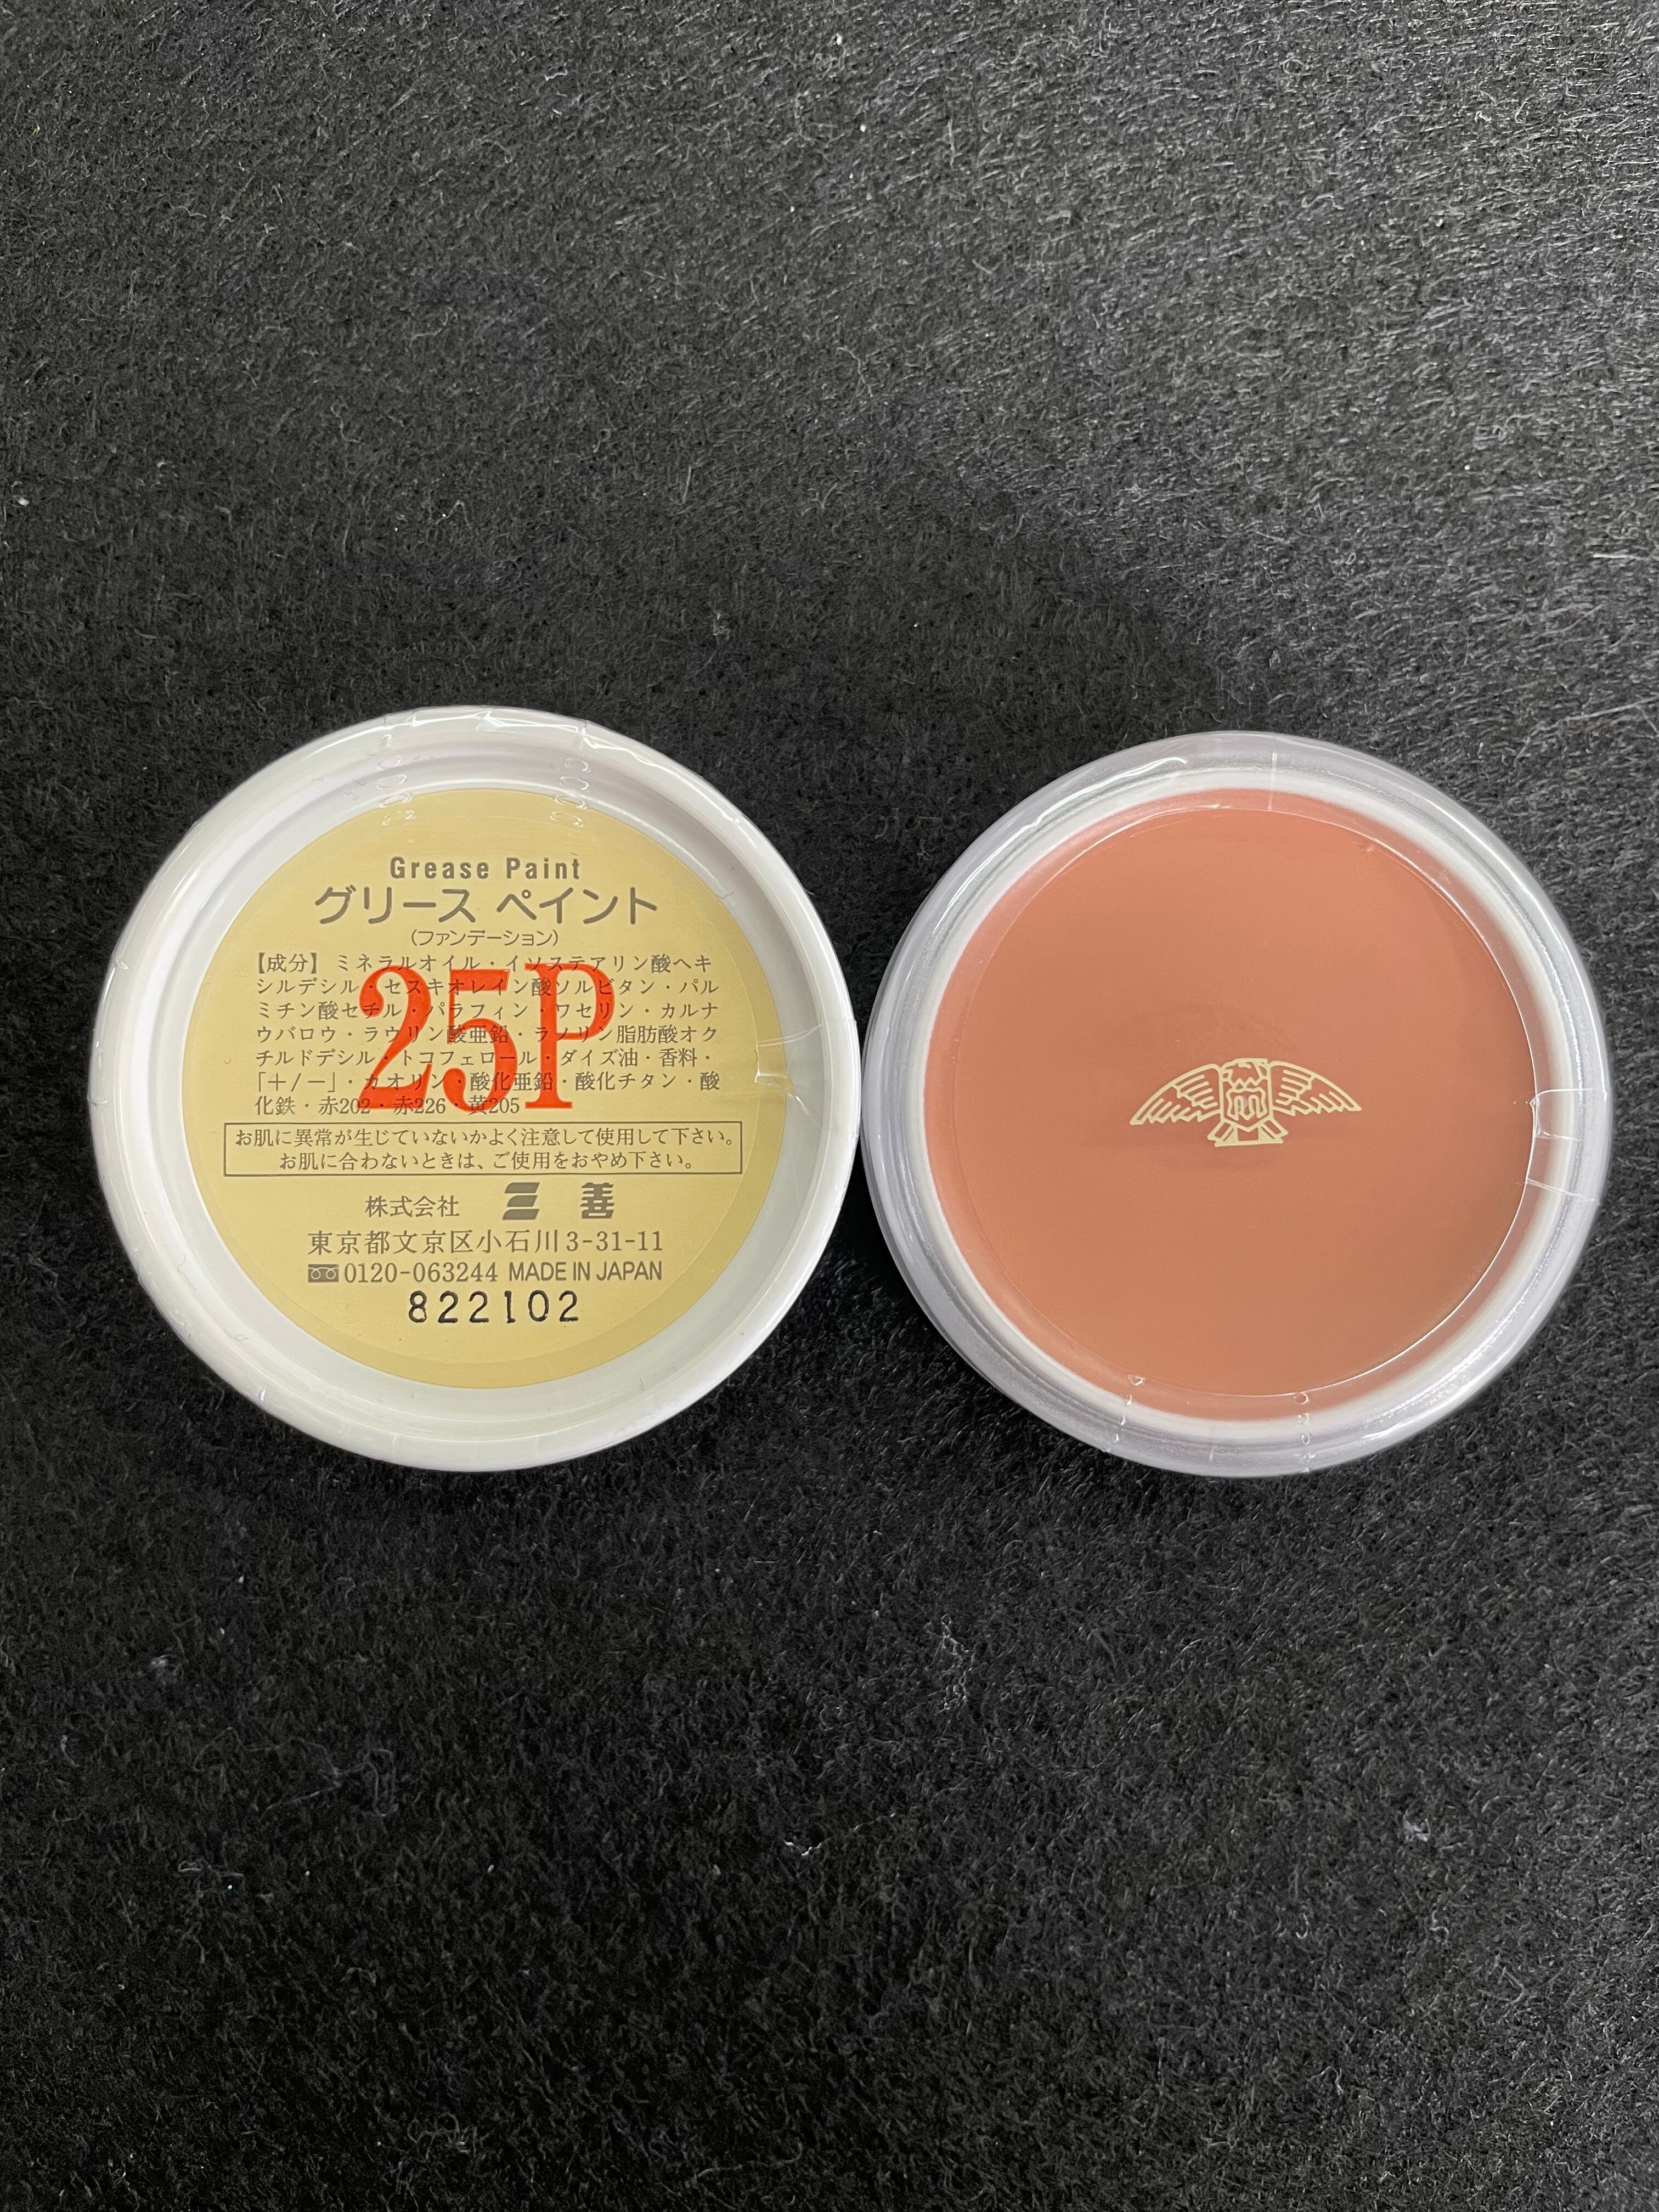 Grease Paint
グリース ペイント
(ファンデーション)
【成分】ミネラルオイル・イソステアリン酸ヘキ
シルデシル・セスキオレイン酸ソルビタン・パル
ミチン酸セチル・パラフィン・ワセリン・カルナ
ウバロウ・ラウリン酸亜鉛・ラノリン脂肪酸オク
チルドデシル・トコフェロール・ダイズ油・香料・
「+/−」・カオリン・酸化亜鉛・酸化チタン・酸
化鉄・赤202・赤226・黄205
25P
お肌に異常が生じていないかよく注意して使用して下さい。
お肌に合わないときは、ご使用をおやめ下さい。
株式会社 三善
東京都文京区小石川3-31-11
0120-063244 MADE IN JAPAN
822102